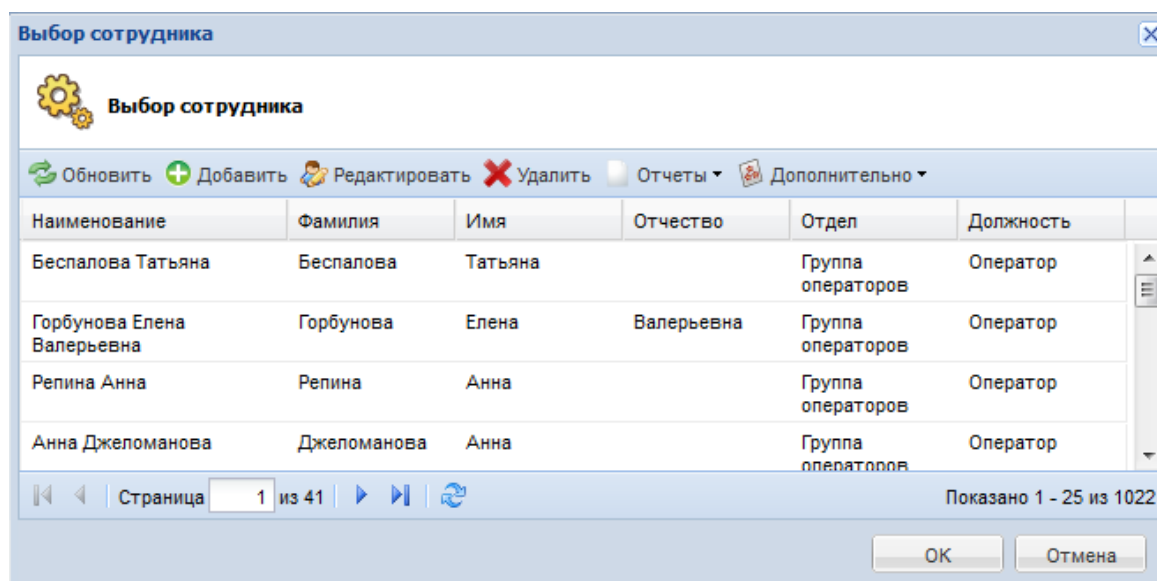 Выбор сотрудника
Выбор сотрудника
Обновить Добавить Редактировать Удалить Отчеты Дополнительно
Наименование Фамилия Имя Отчество Отдел Должность
Беспалова Татьяна Беспалова Татьяна Группа операторов Оператор
Горбунова Елена Валерьевна Горбунова Елена Валерьевна Группа операторов Оператор
Репина Анна Репина Анна Группа операторов Оператор
Анна Джеломанова Джеломанова Анна Группа операторов Оператор
Страница 1 из 41 Показано 1 - 25 из 1022
ОК Отмена